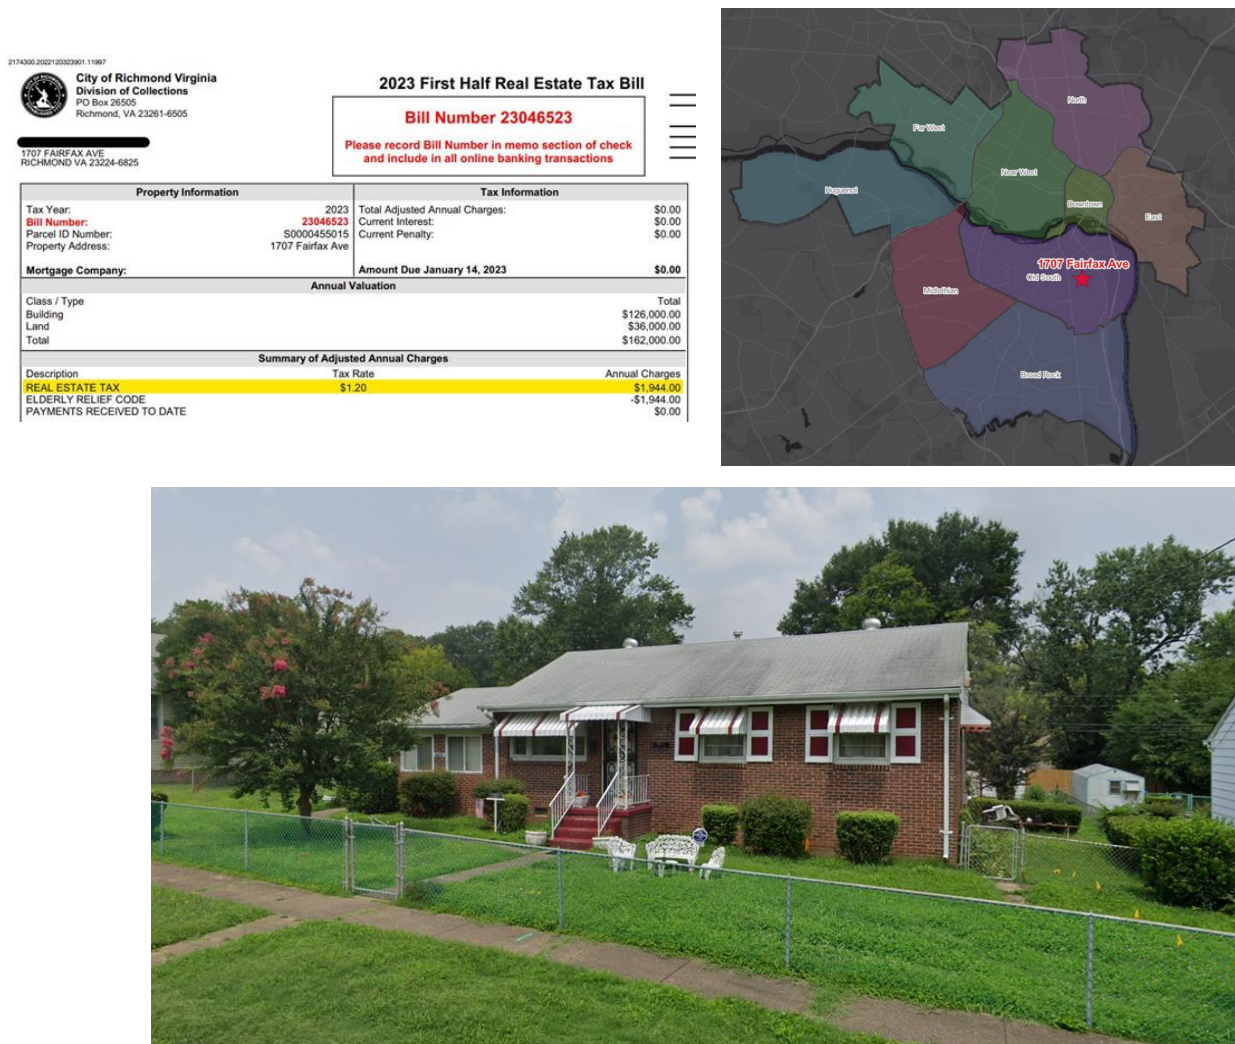 2174300.2022120323901.11997
City of Richmond Virginia
Division of Collections
PO Box 26505
Richmond, VA 23261-6505
2023 First Half Real Estate Tax Bill
Bill Number 23046523
Please record Bill Number in memo section of check
and include in all online banking transactions
1707 FAIRFAX AVE
RICHMOND VA 23224-6825
Property Information
Tax Information
Tax Year: 2023
Total Adjusted Annual Charges: $0.00
Bill Number: 23046523
Current Interest: $0.00
Parcel ID Number: S0000455015
Current Penalty: $0.00
Property Address: 1707 Fairfax Ave
Mortgage Company:
Amount Due January 14, 2023 $0.00
Annual Valuation
Class / Type Total
Building $126,000.00
Land $36,000.00
Total $162,000.00
Summary of Adjusted Annual Charges
Description Tax Rate Annual Charges
REAL ESTATE TAX $1.20 $1,944.00
ELDERLY RELIEF CODE -$1,944.00
PAYMENTS RECEIVED TO DATE $0.00
North
Far West
Near West
Huguenot
Downtown
East
1707 Fairfax Ave
Old South
Midlothian
Broad Rock